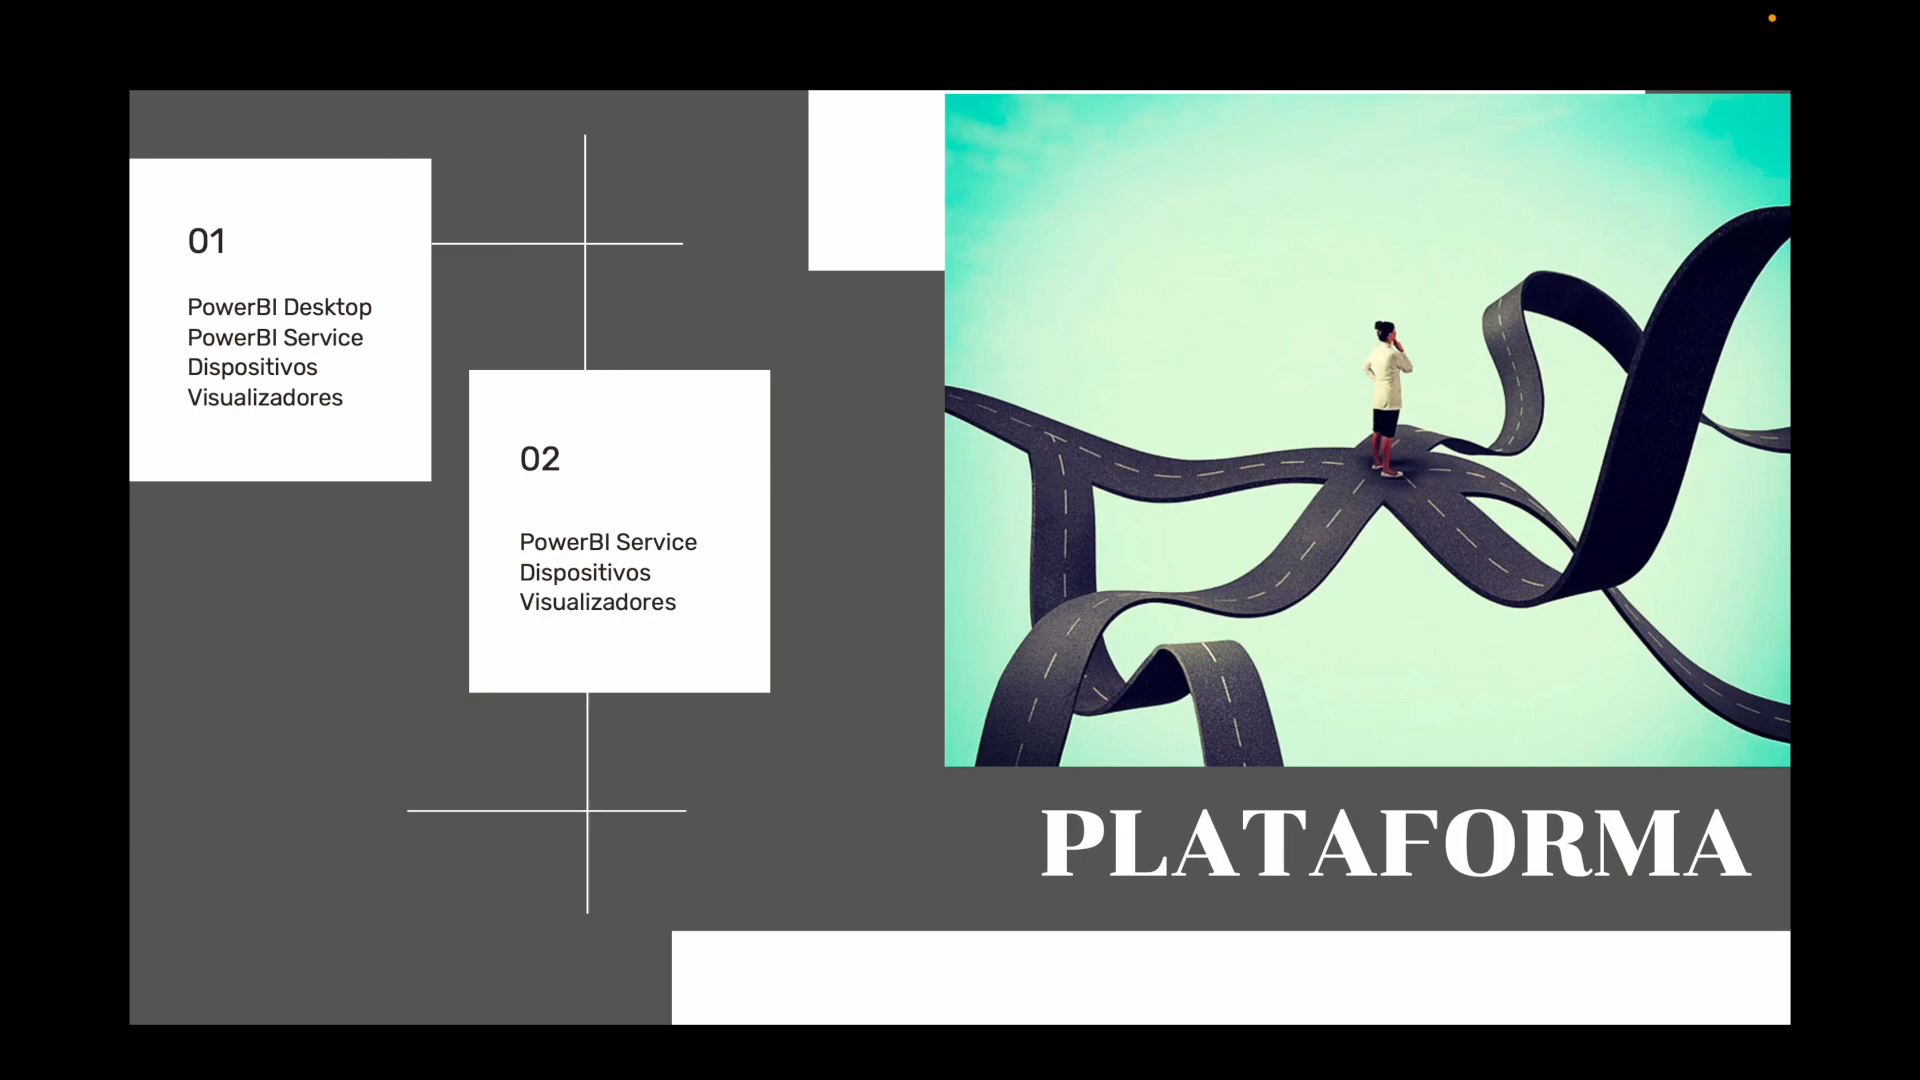 01
PowerBI Desktop
PowerBI Service
Dispositivos
Visualizadores
02
PowerBI Service
Dispositivos
Visualizadores
PLATAFORMA